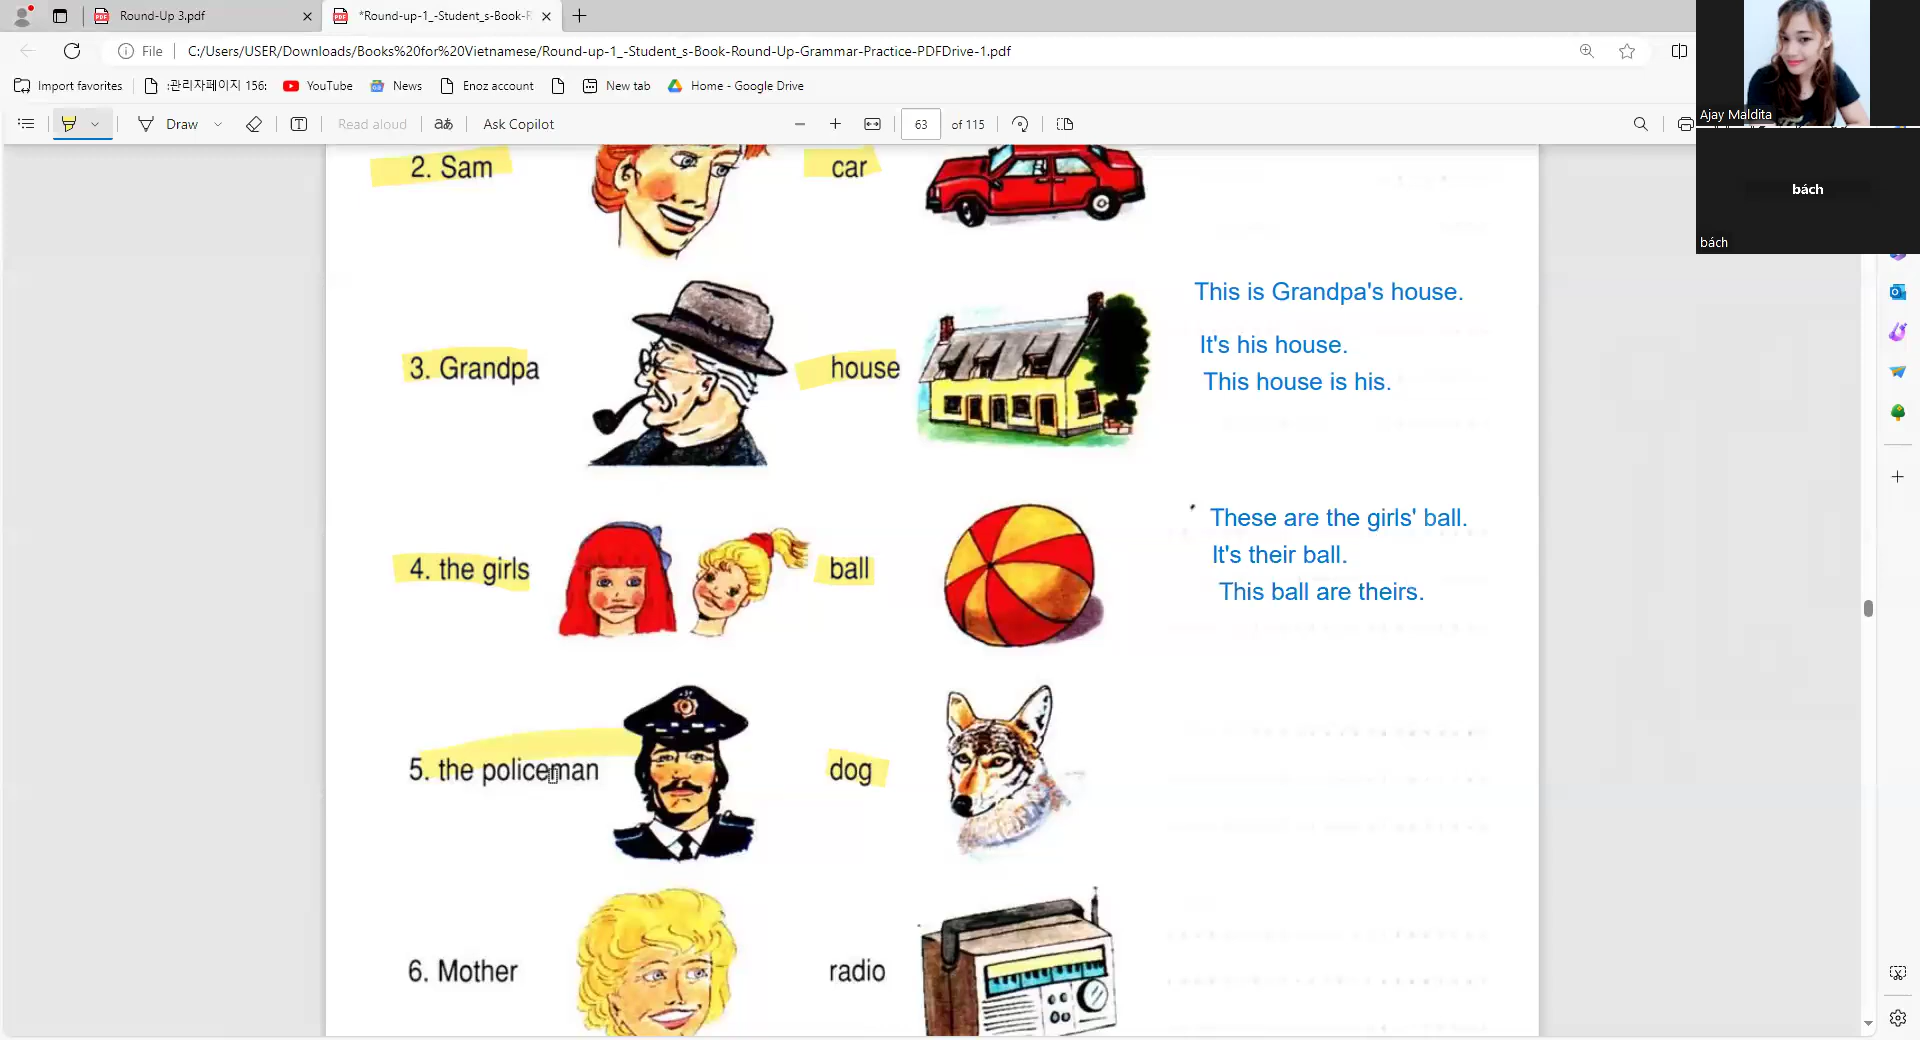 Round-Up 3.pdf
*Round-up-1_-Student_s-Book-R
File
C:/Users/USER/Downloads/Books%20for%20Vietnamese/Round-up-1_-Student_s-Book-Round-Up-Grammar-Practice-PDFDrive-1.pdf
Import favorites
:관리자페이지 156:
YouTube
News
Enoz account
New tab
Home - Google Drive
Draw
Read aloud
Ask Copilot
63 of 115
Ajay Maldita
bách
bách
2. Sam car
This is Grandpa's house.
It's his house.
3. Grandpa house
This house is his.
These are the girls' ball.
It's their ball.
4. the girls ball
This ball are theirs.
5. the policeman dog
6. Mother radio